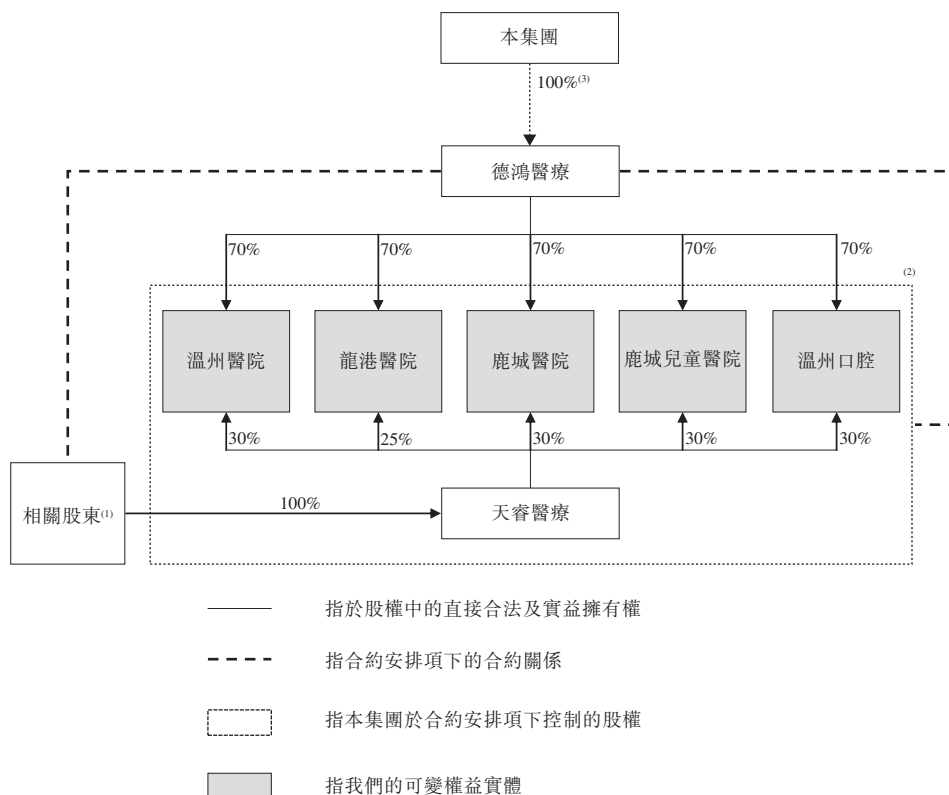 本集團
100%(3)
德鴻醫療
70% 70% 70% 70% 70%
(2)
溫州醫院 龍港醫院 鹿城醫院 鹿城兒童醫院 溫州口腔
30% 25% 30% 30% 30%
相關股東(1)
100%
天睿醫療
指於股權中的直接合法及實益擁有權
指合約安排項下的合約關係
指本集團於合約安排項下控制的股權
指我們的可變權益實體